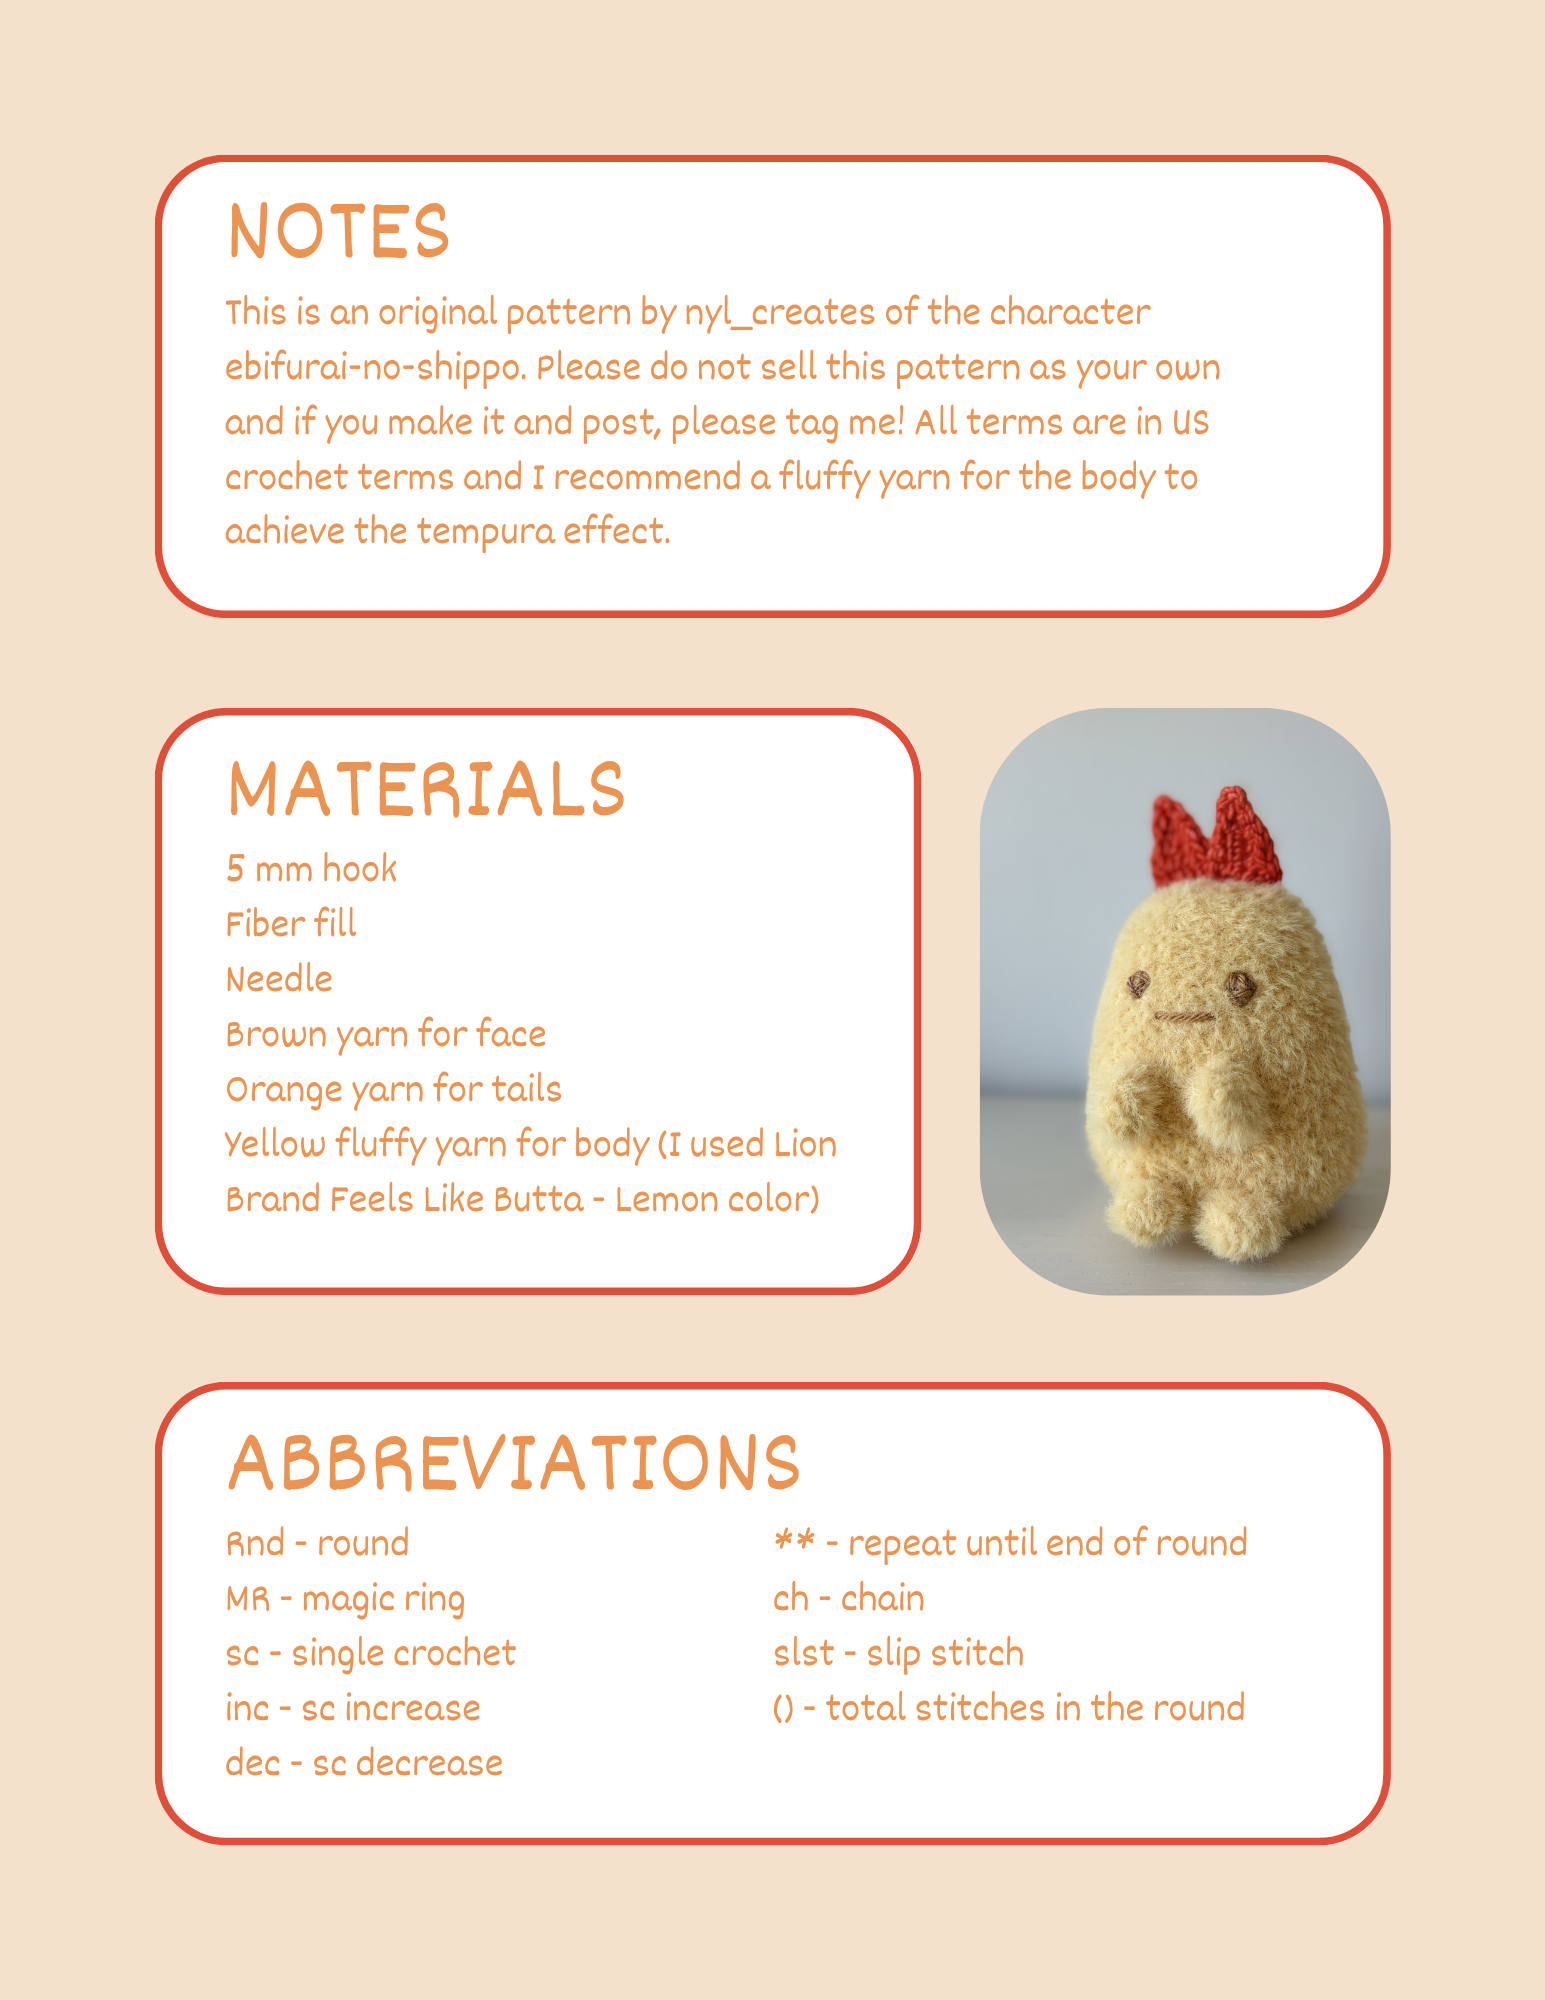 NOTES
This is an original pattern by nyl_creates of the character
ebifurai-no-shippo. Please do not sell this pattern as your own
and if you make it and post, please tag me! All terms are in US
crochet terms and I recommend a fluffy yarn for the body to
achieve the tempura effect.
MATERIALS
5 mm hook
Fiber fill
Needle
Brown yarn for face
Orange yarn for tails
Yellow fluffy yarn for body (I used Lion
Brand Feels Like Butta - Lemon color)
ABBREVIATIONS
Rnd - round
MR - magic ring
sc - single crochet
inc - sc increase
dec - sc decrease
** - repeat until end of round
ch - chain
slst - slip stitch
() - total stitches in the round